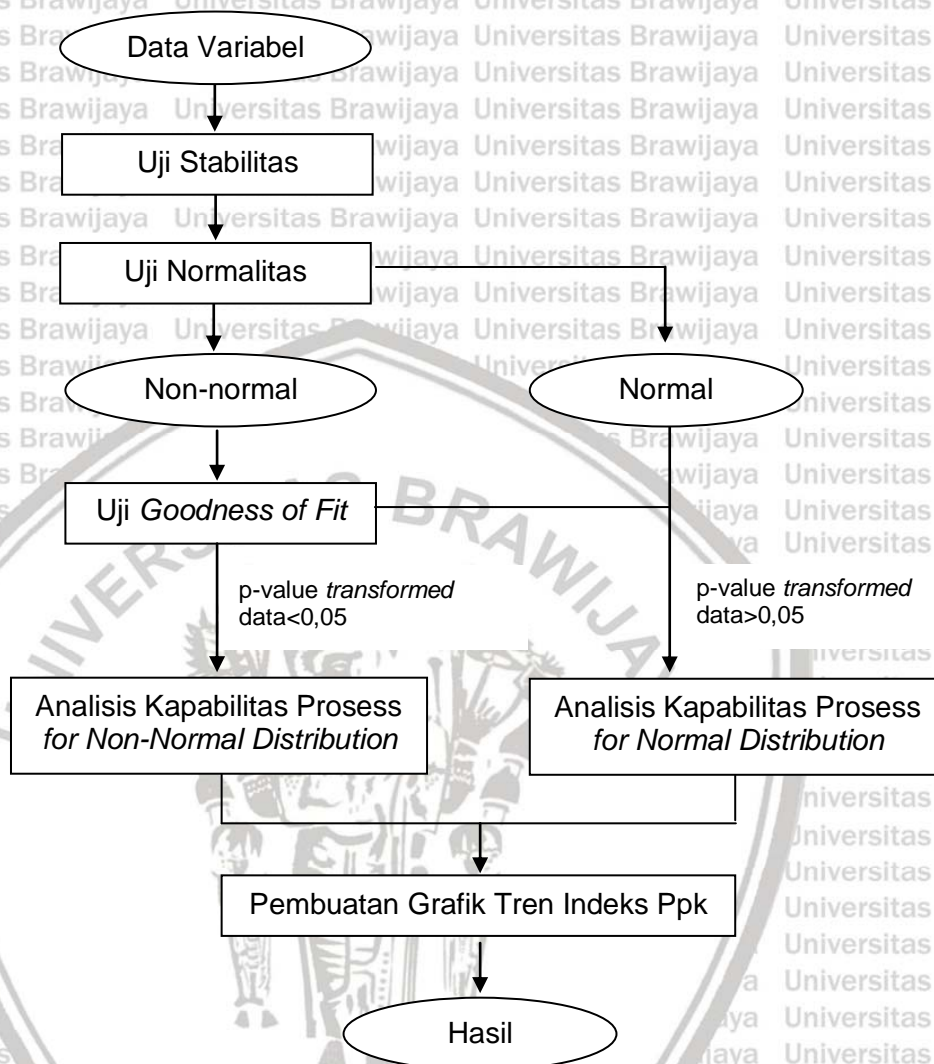 Data Variabel
Uji Stabilitas
Uji Normalitas
Non-normal
Normal
Uji Goodness of Fit
p-value transformed
data<0,05
p-value transformed
data>0,05
Analisis Kapabilitas Prosess
for Non-Normal Distribution
Analisis Kapabilitas Prosess
for Normal Distribution
Pembuatan Grafik Tren Indeks Ppk
Hasil